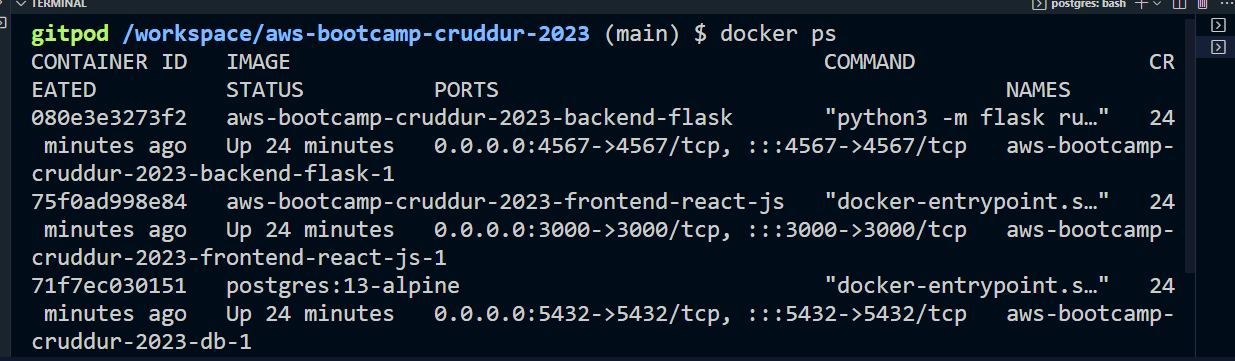 TERMINAL
postgres: bash
gitpod /workspace/aws-bootcamp-cruddur-2023 (main) $ docker ps
CONTAINER ID   IMAGE                                         COMMAND                  CR
EATED          STATUS          PORTS                                       NAMES
080e3e3273f2   aws-bootcamp-cruddur-2023-backend-flask       "python3 -m flask ru…"   24
 minutes ago   Up 24 minutes   0.0.0.0:4567->4567/tcp, :::4567->4567/tcp   aws-bootcamp-
cruddur-2023-backend-flask-1
75f0ad998e84   aws-bootcamp-cruddur-2023-frontend-react-js   "docker-entrypoint.s…"   24
 minutes ago   Up 24 minutes   0.0.0.0:3000->3000/tcp, :::3000->3000/tcp   aws-bootcamp-
cruddur-2023-frontend-react-js-1
71f7ec030151   postgres:13-alpine                            "docker-entrypoint.s…"   24
 minutes ago   Up 24 minutes   0.0.0.0:5432->5432/tcp, :::5432->5432/tcp   aws-bootcamp-
cruddur-2023-db-1